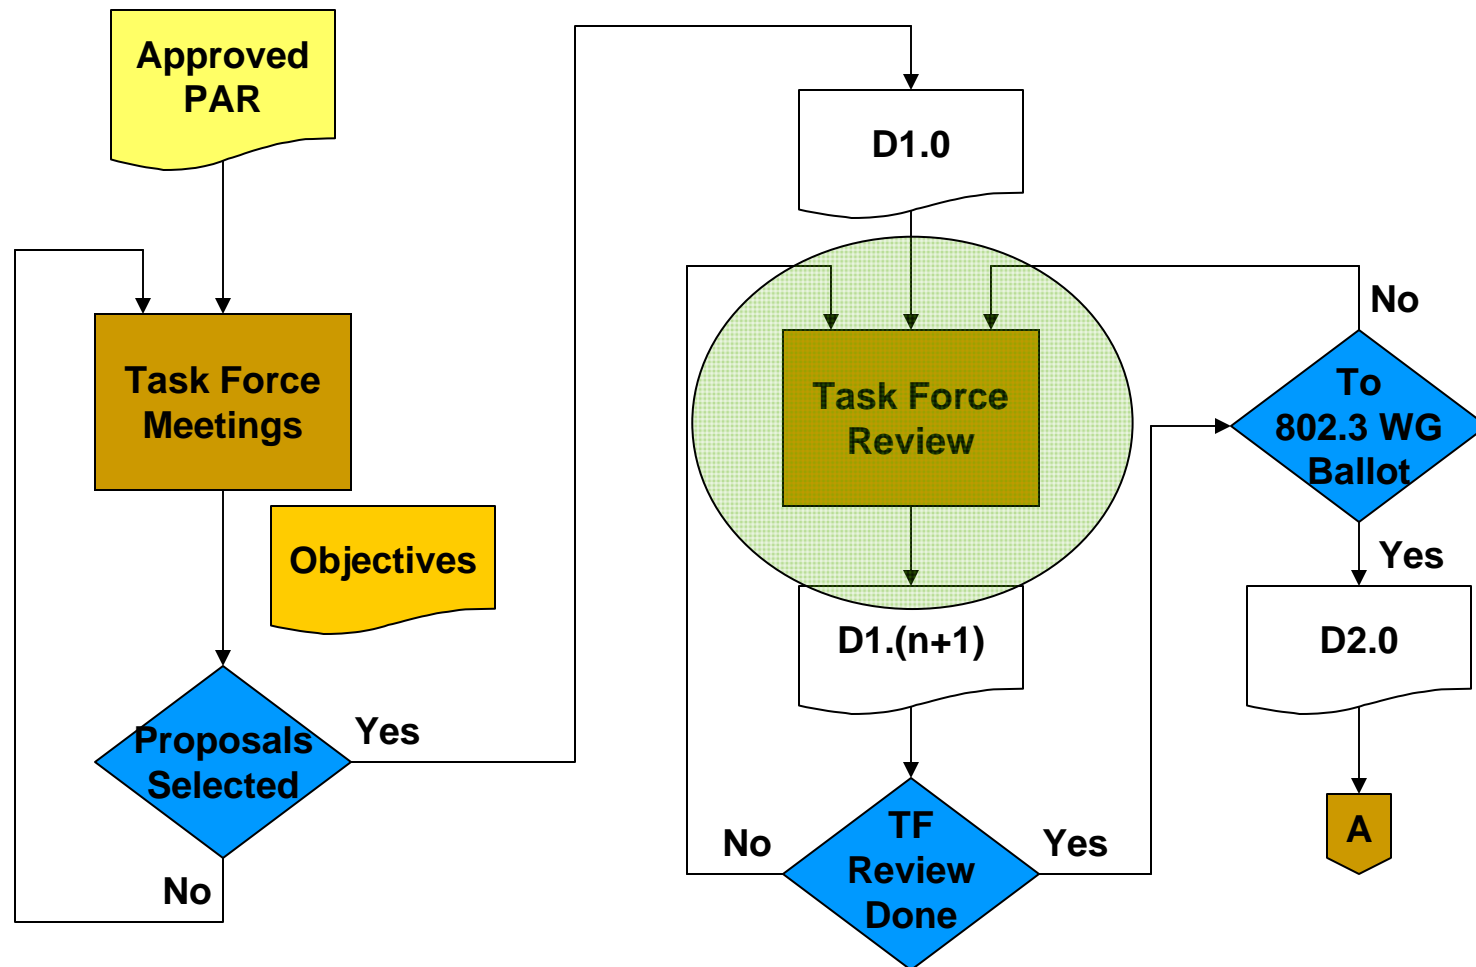 Approved
PAR
Task Force
Meetings
Objectives
Proposals
Selected
Yes
No
D1.0
Task Force
Review
D1.(n+1)
TF
Review
Done
No
Yes
To
802.3 WG
Ballot
No
Yes
D2.0
A